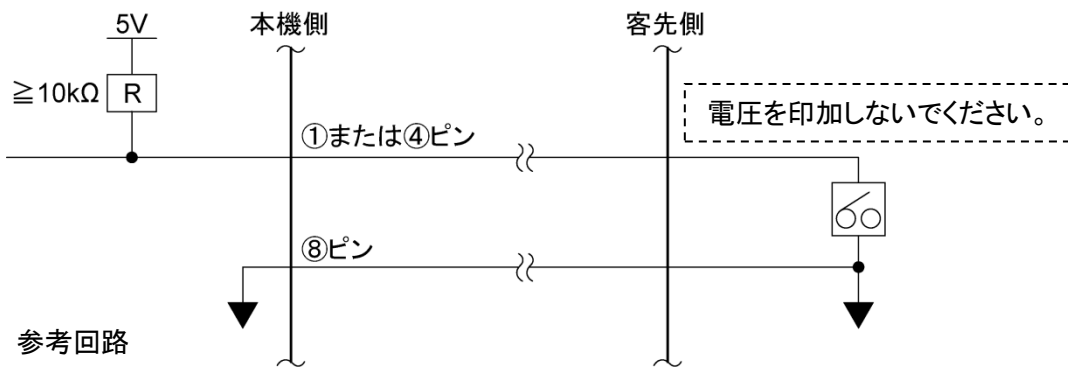 5V
本機側
客先側
≧10kΩ
R
電圧を印加しないでください。
①または④ピン
⑧ピン
参考回路